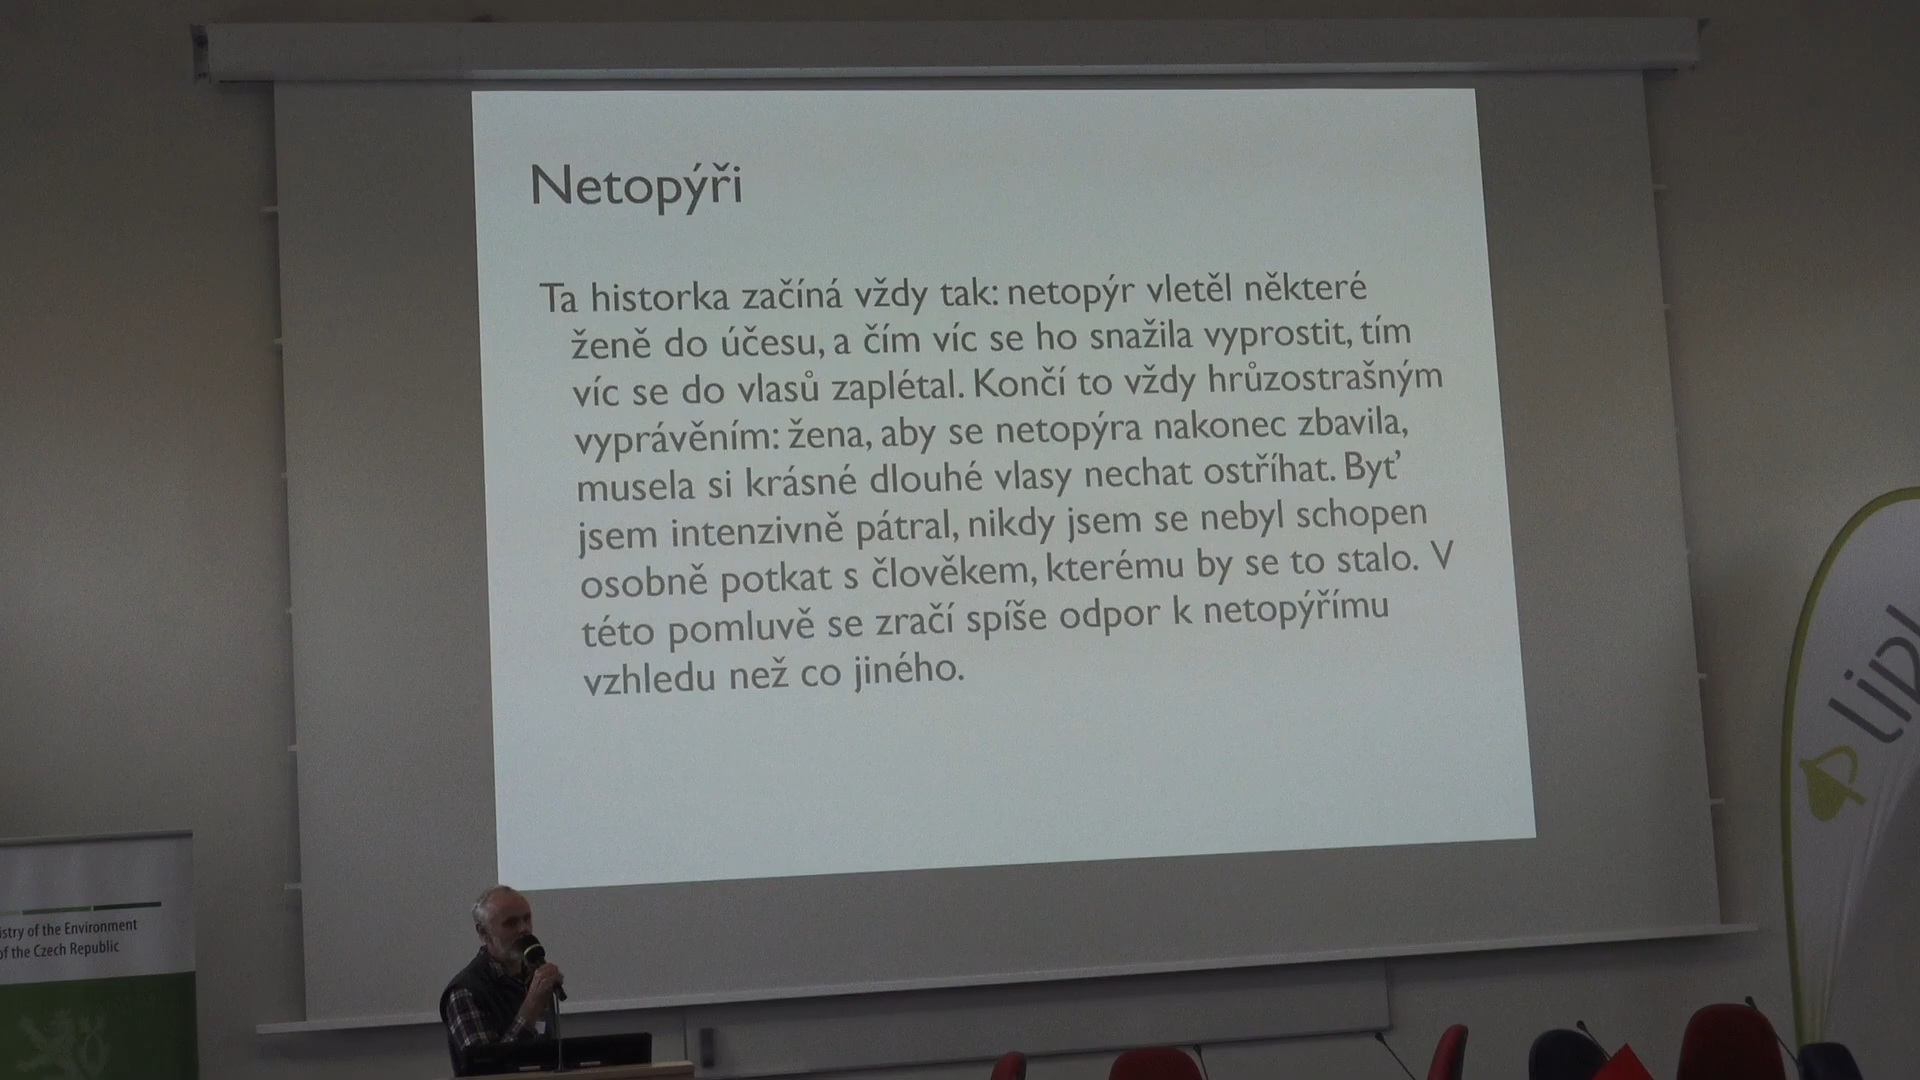 Netopýři
Ta historka začíná vždy tak: netopýr vletěl některé
ženě do účesu, a čím víc se ho snažila vyprostit, tím
víc se do vlasů zaplétal. Končí to vždy hrůzostrašným
vyprávěním: žena, aby se netopýra nakonec zbavila,
musela si krásné dlouhé vlasy nechat ostříhat. Byť
jsem intenzivně pátral, nikdy jsem se nebyl schopen
osobně potkat s člověkem, kterému by se to stalo. V
této pomluvě se zračí spíše odpor k netopýřímu
vzhledu než co jiného.
of the Environment
of the Czech Republic